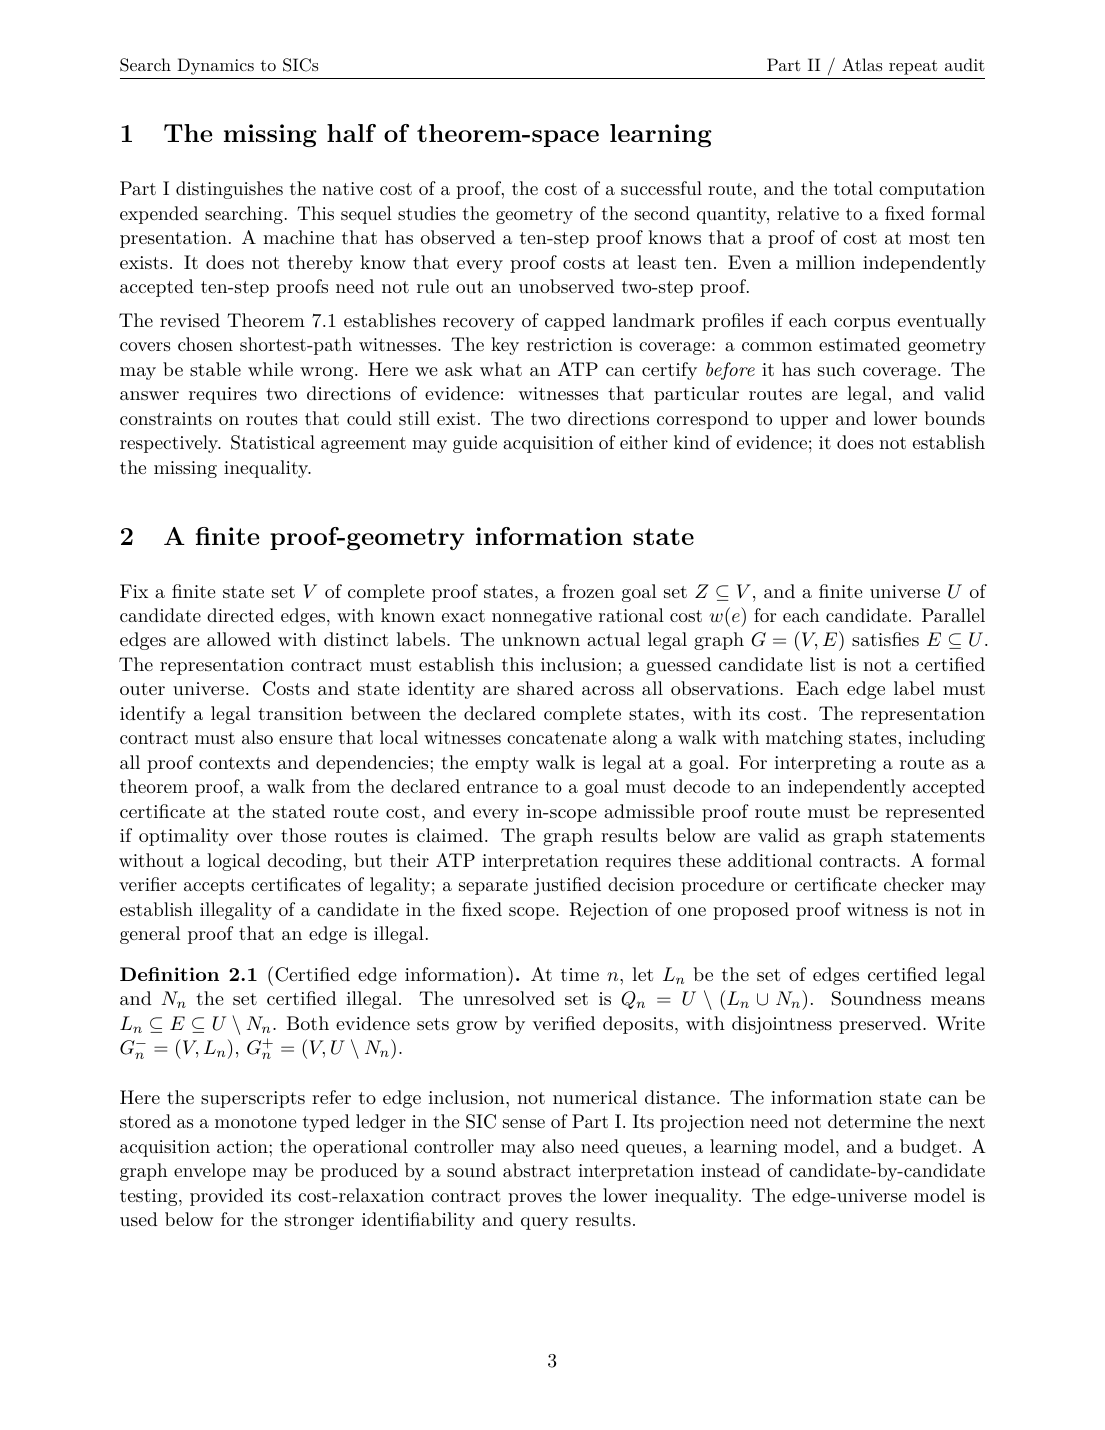 Search Dynamics to SICs
Part II / Atlas repeat audit
1 The missing half of theorem-space learning
Part I distinguishes the native cost of a proof, the cost of a successful route, and the total computation
expended searching. This sequel studies the geometry of the second quantity, relative to a fixed formal
presentation. A machine that has observed a ten-step proof knows that a proof of cost at most ten
exists. It does not thereby know that every proof costs at least ten. Even a million independently
accepted ten-step proofs need not rule out an unobserved two-step proof.
The revised Theorem 7.1 establishes recovery of capped landmark profiles if each corpus eventually
covers chosen shortest-path witnesses. The key restriction is coverage: a common estimated geometry
may be stable while wrong. Here we ask what an ATP can certify before it has such coverage. The
answer requires two directions of evidence: witnesses that particular routes are legal, and valid
constraints on routes that could still exist. The two directions correspond to upper and lower bounds
respectively. Statistical agreement may guide acquisition of either kind of evidence; it does not establish
the missing inequality.
2 A finite proof-geometry information state
Fix a finite state set V of complete proof states, a frozen goal set Z ⊆ V, and a finite universe U of
candidate directed edges, with known exact nonnegative rational cost w(e) for each candidate. Parallel
edges are allowed with distinct labels. The unknown actual legal graph G = (V, E) satisfies E ⊆ U.
The representation contract must establish this inclusion; a guessed candidate list is not a certified
outer universe. Costs and state identity are shared across all observations. Each edge label must
identify a legal transition between the declared complete states, with its cost. The representation
contract must also ensure that local witnesses concatenate along a walk with matching states, including
all proof contexts and dependencies; the empty walk is legal at a goal. For interpreting a route as a
theorem proof, a walk from the declared entrance to a goal must decode to an independently accepted
certificate at the stated route cost, and every in-scope admissible proof route must be represented
if optimality over those routes is claimed. The graph results below are valid as graph statements
without a logical decoding, but their ATP interpretation requires these additional contracts. A formal
verifier accepts certificates of legality; a separate justified decision procedure or certificate checker may
establish illegality of a candidate in the fixed scope. Rejection of one proposed proof witness is not in
general proof that an edge is illegal.
Definition 2.1 (Certified edge information). At time n, let Lₙ be the set of edges certified legal
and Nₙ the set certified illegal. The unresolved set is Qₙ = U \ (Lₙ ∪ Nₙ). Soundness means
Lₙ ⊆ E ⊆ U \ Nₙ. Both evidence sets grow by verified deposits, with disjointness preserved. Write
Gₙ⁻ = (V, Lₙ), Gₙ⁺ = (V, U \ Nₙ).
Here the superscripts refer to edge inclusion, not numerical distance. The information state can be
stored as a monotone typed ledger in the SIC sense of Part I. Its projection need not determine the next
acquisition action; the operational controller may also need queues, a learning model, and a budget. A
graph envelope may be produced by a sound abstract interpretation instead of candidate-by-candidate
testing, provided its cost-relaxation contract proves the lower inequality. The edge-universe model is
used below for the stronger identifiability and query results.
3